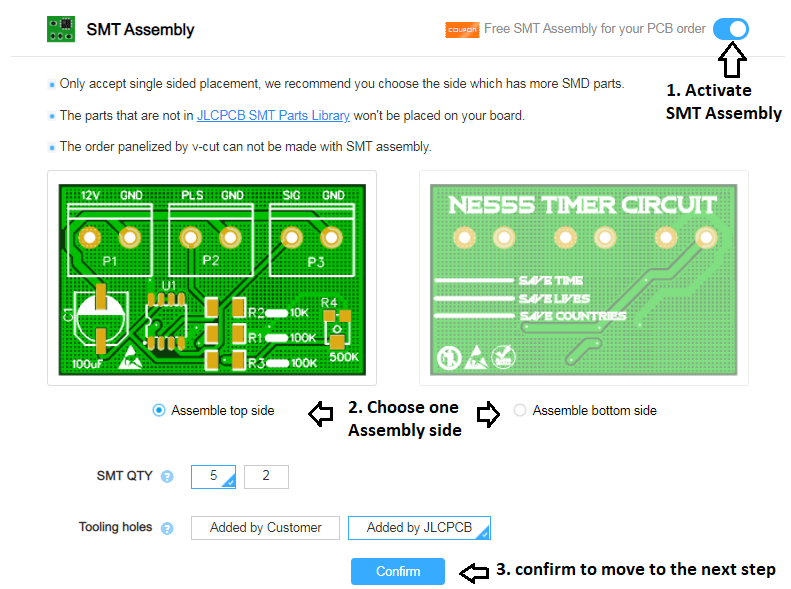 SMT Assembly
COUPON Free SMT Assembly for your PCB order
1. Activate
SMT Assembly
Only accept single sided placement, we recommend you choose the side which has more SMD parts.
The parts that are not in JLCPCB SMT Parts Library won't be placed on your board.
The order panelized by v-cut can not be made with SMT assembly.
12V GND PLS GND SIG GND
P1 P2 P3
U1
C1
R4
R2 10K
R1 100K
R3 100K
500K
100uF
NE555 TIMER CIRCUIT
SAVE TIME
SAVE LIVES
SAVE COUNTRIES
Assemble top side
2. Choose one
Assembly side
Assemble bottom side
SMT QTY ? 5 2
Tooling holes ? Added by Customer Added by JLCPCB
Confirm
3. confirm to move to the next step